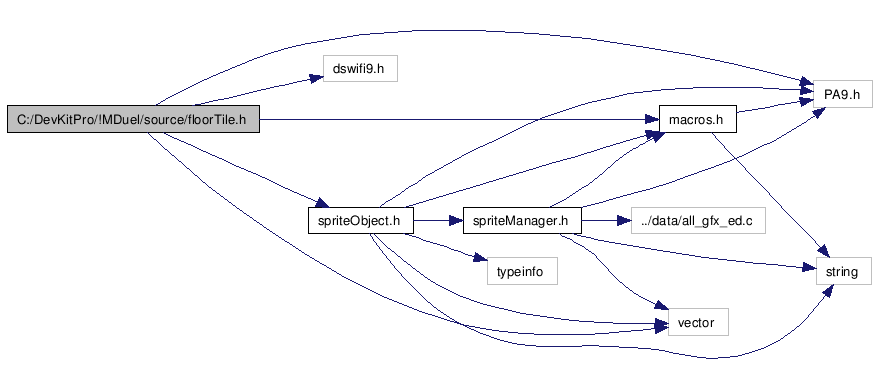 dswifi9.h
PA9.h
C:/DevKitPro/!MDuel/source/floorTile.h
macros.h
spriteObject.h
spriteManager.h
../data/all_gfx_ed.c
typeinfo
string
vector